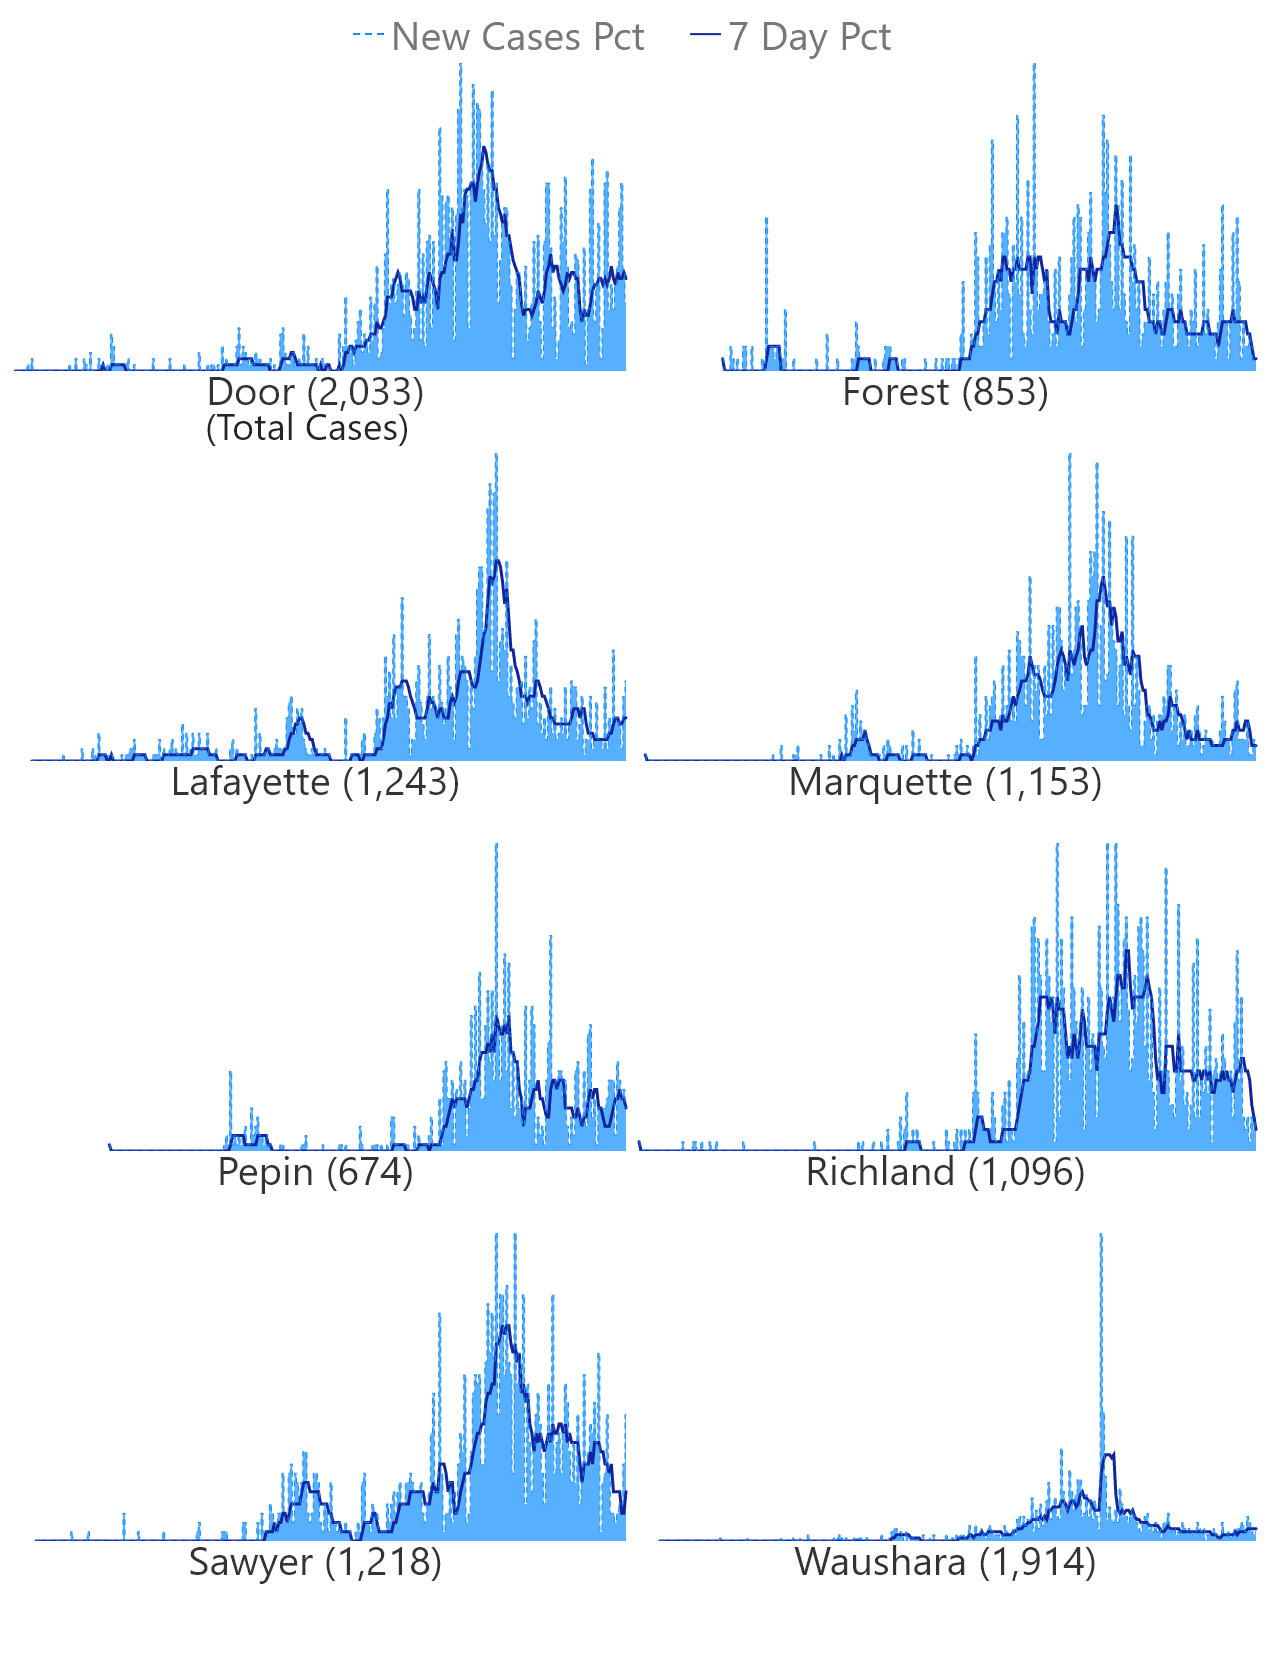 New Cases Pct 7 Day Pct
Door (2,033) Forest (853)
(Total Cases)
Lafayette (1,243) Marquette (1,153)
Pepin (674) Richland (1,096)
Sawyer (1,218) Waushara (1,914)